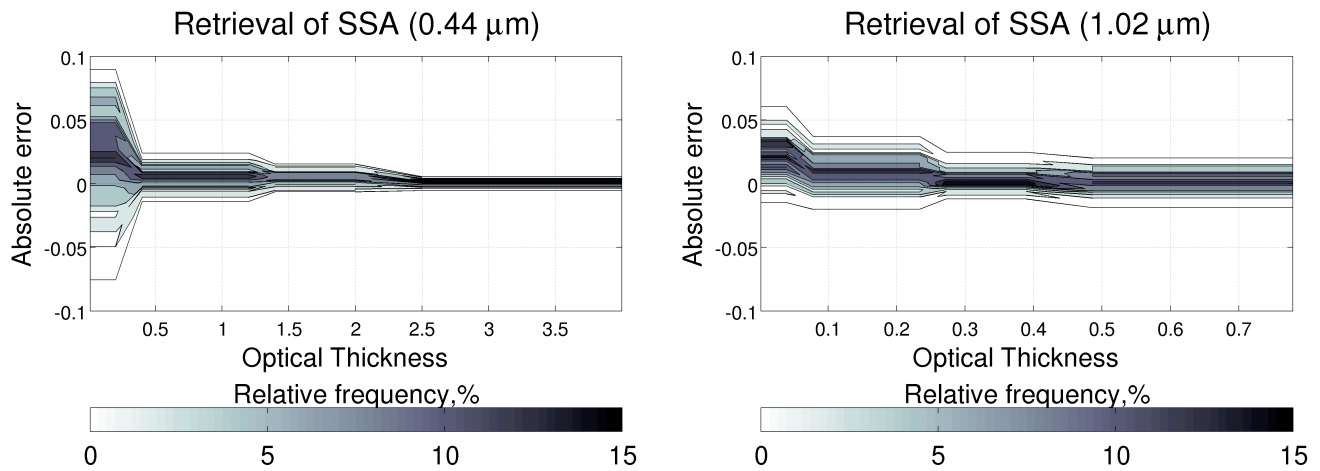 Retrieval of SSA (0.44 μm)
0.1
0.05
0
-0.05
-0.1
Absolute error
0.5 1 1.5 2 2.5 3 3.5
Optical Thickness
Relative frequency,%
0 5 10 15
Retrieval of SSA (1.02 μm)
0.1
0.05
0
-0.05
-0.1
Absolute error
0.1 0.2 0.3 0.4 0.5 0.6 0.7
Optical Thickness
Relative frequency,%
0 5 10 15